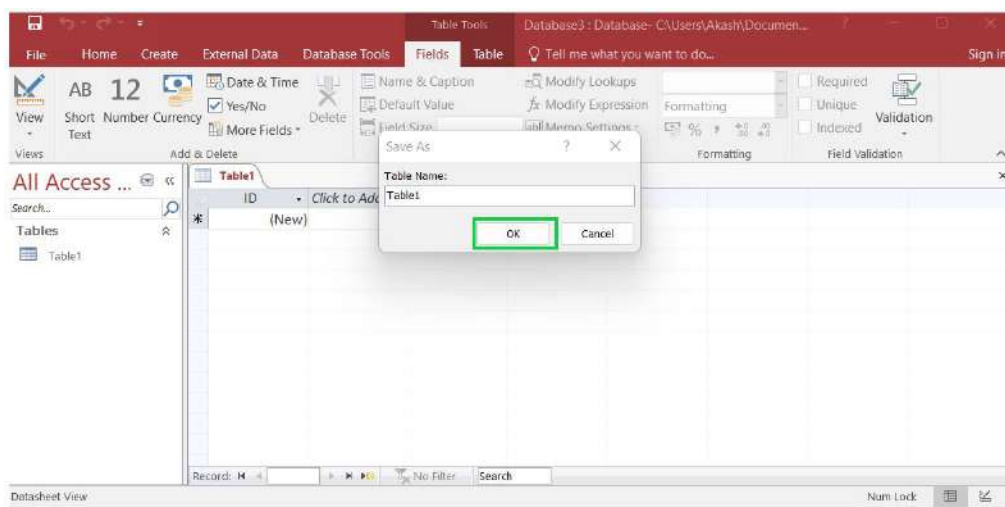 Table Tools Database3 : Database- C:\Users\Akash\Documen... ?
File Home Create External Data Database Tools Fields Table Tell me what you want to do... Sign in
View
AB Short Text
12 Number
Currency
Date & Time
Yes/No
More Fields
Delete
Name & Caption
Default Value
Field Size
Modify Lookups
fx Modify Expression
ab Memo Settings
Formatting
% ,
Required
Unique
Indexed
Validation
Views Add & Delete Formatting Field Validation
All Access ...
Search...
Tables
Table1
Table1
ID Click to Add
(New)
Save As ?
Table Name:
Table1
OK Cancel
Record: No Filter Search
Datasheet View Num Lock